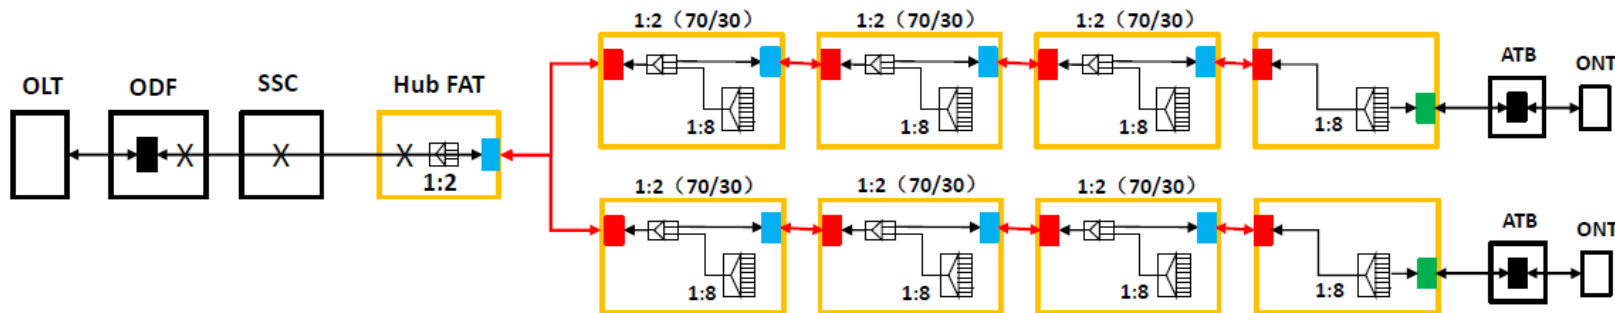 1:2（70/30） 1:2（70/30） 1:2（70/30）
OLT ODF SSC Hub FAT ATB ONT
X X X
1:2
1:8 1:8 1:8 1:8
1:2（70/30） 1:2（70/30） 1:2（70/30）
ATB ONT
1:8 1:8 1:8 1:8